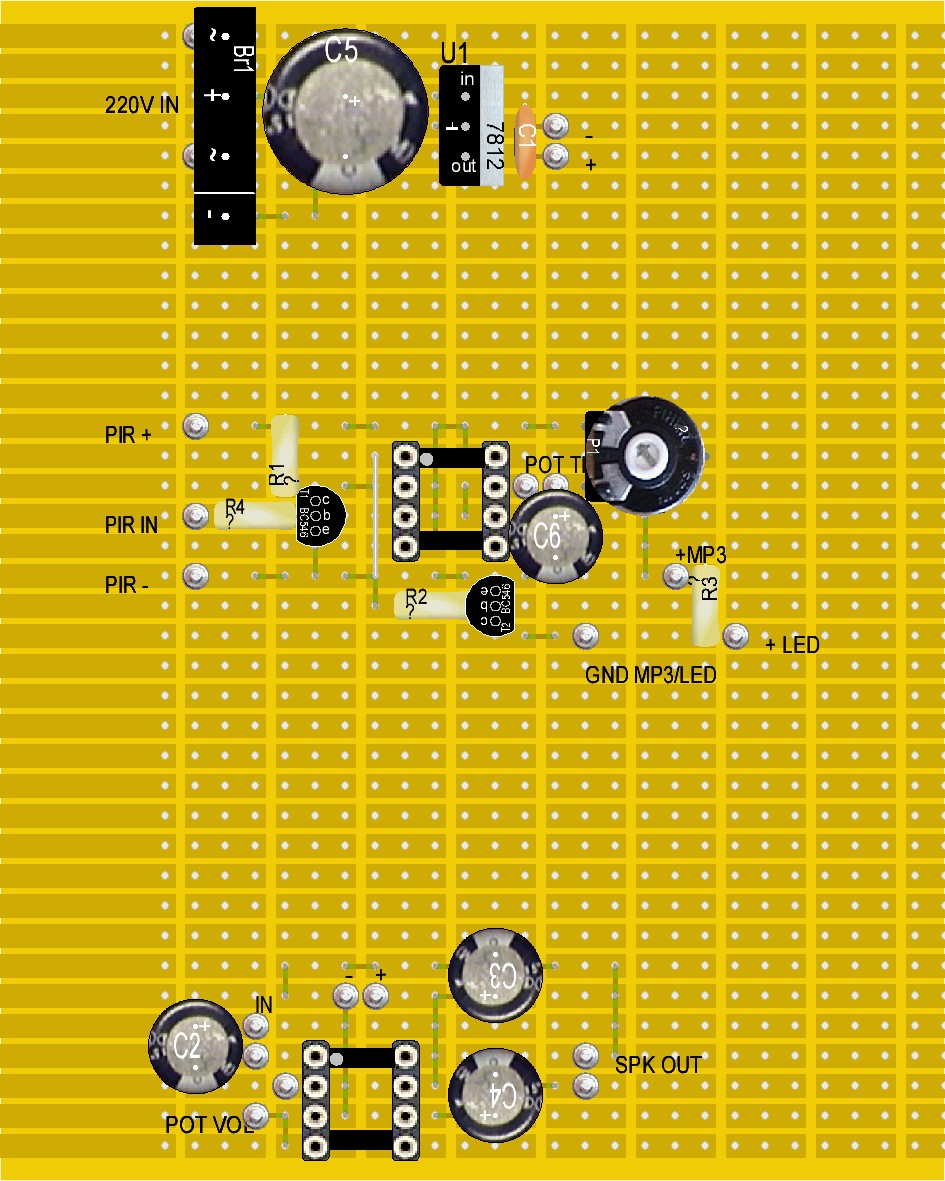 ~
Br1
+
220V IN
~
-
C5
+
U1
in
7812
out
C1
-
+
PIR +
R1
?
R4
?
PIR IN
T1 BC546
c
b
e
PIR -
POT TI
P1
C6
+
+MP3
?
R3
R2
?
T2 BC546
e
b
c
+ LED
GND MP3/LED
C3
+
- +
IN
C2
+
SPK OUT
C4
+
POT VOL